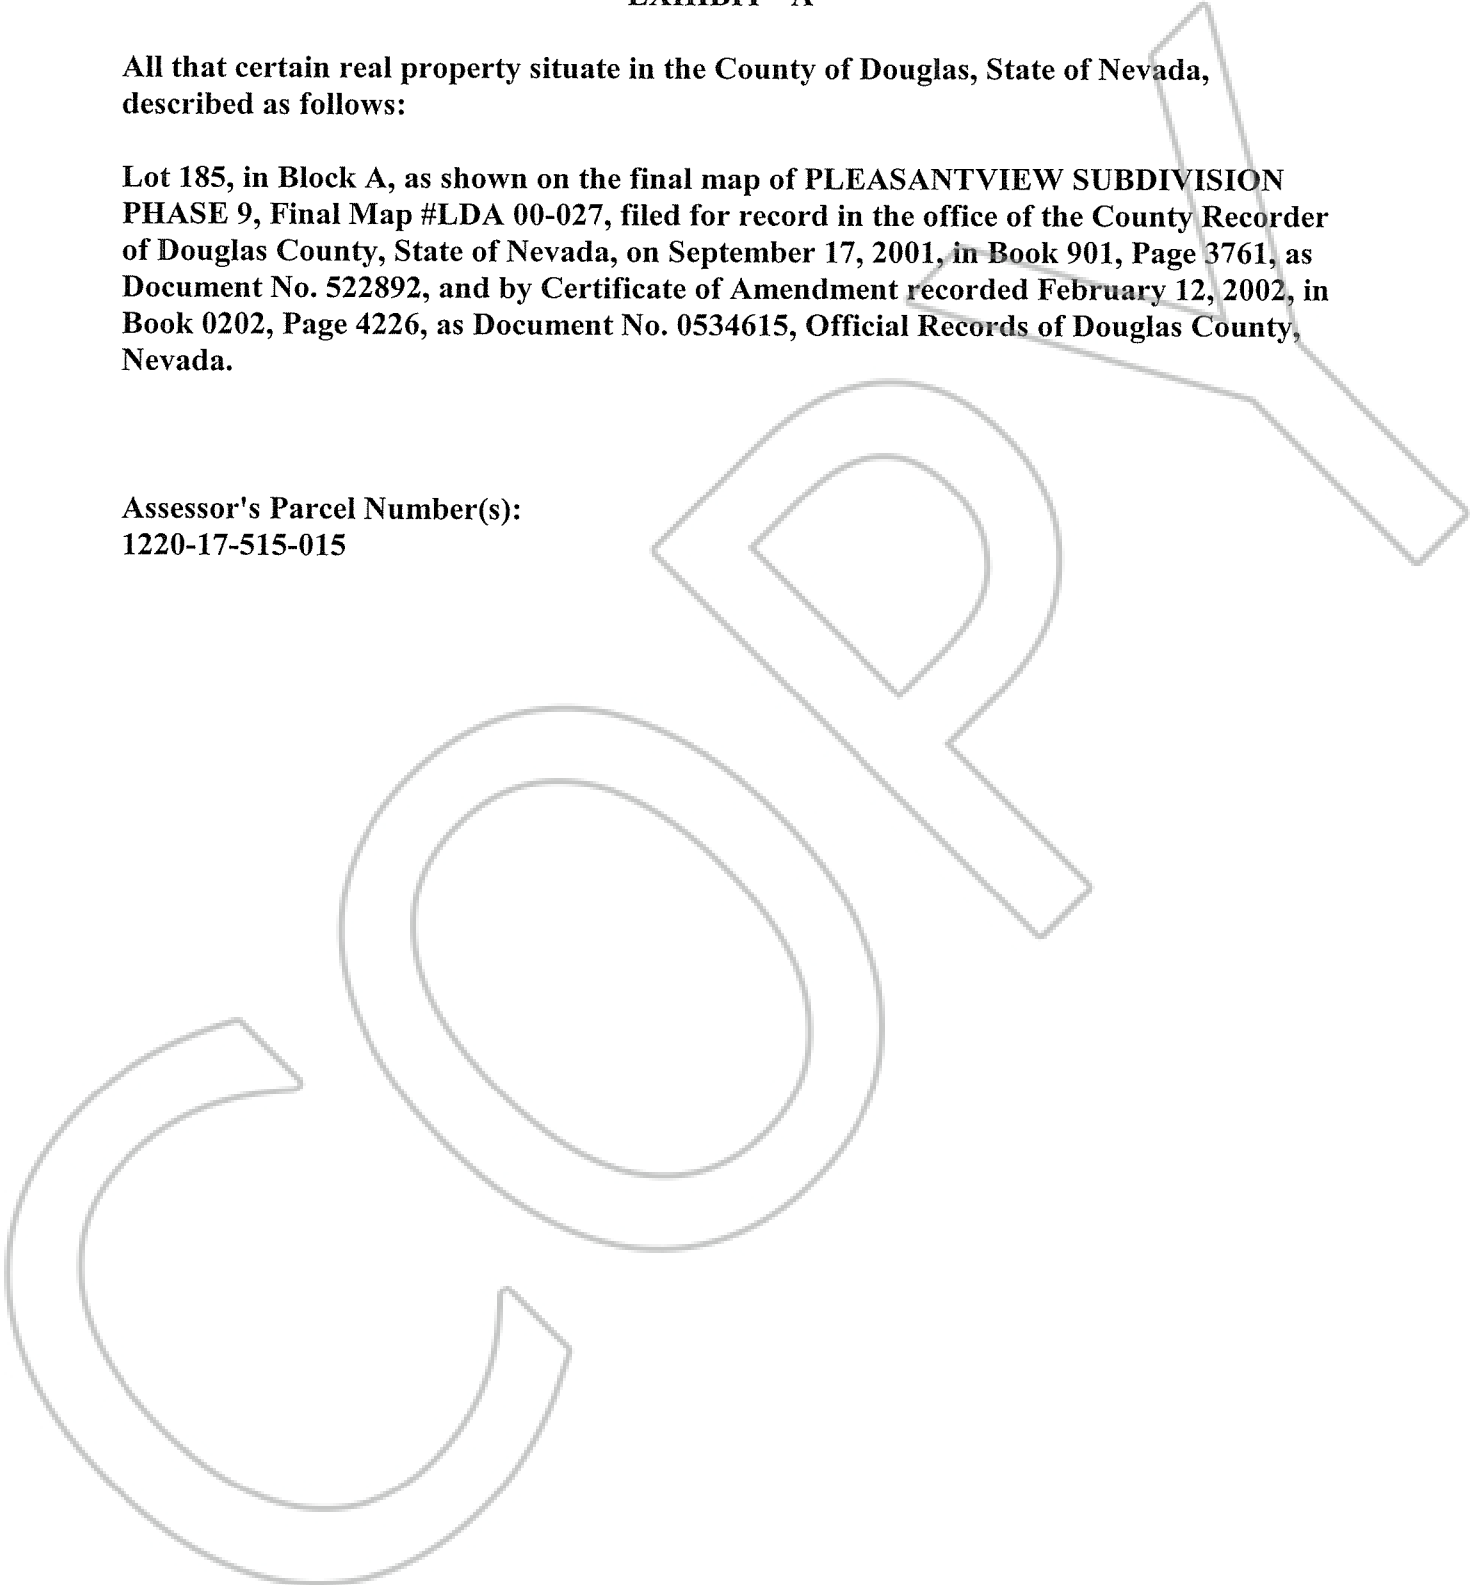 EXHIBIT "A"
All that certain real property situate in the County of Douglas, State of Nevada,
described as follows:
Lot 185, in Block A, as shown on the final map of PLEASANTVIEW SUBDIVISION
PHASE 9, Final Map #LDA 00-027, filed for record in the office of the County Recorder
of Douglas County, State of Nevada, on September 17, 2001, in Book 901, Page 3761, as
Document No. 522892, and by Certificate of Amendment recorded February 12, 2002, in
Book 0202, Page 4226, as Document No. 0534615, Official Records of Douglas County,
Nevada.
Assessor's Parcel Number(s):
1220-17-515-015
COPY